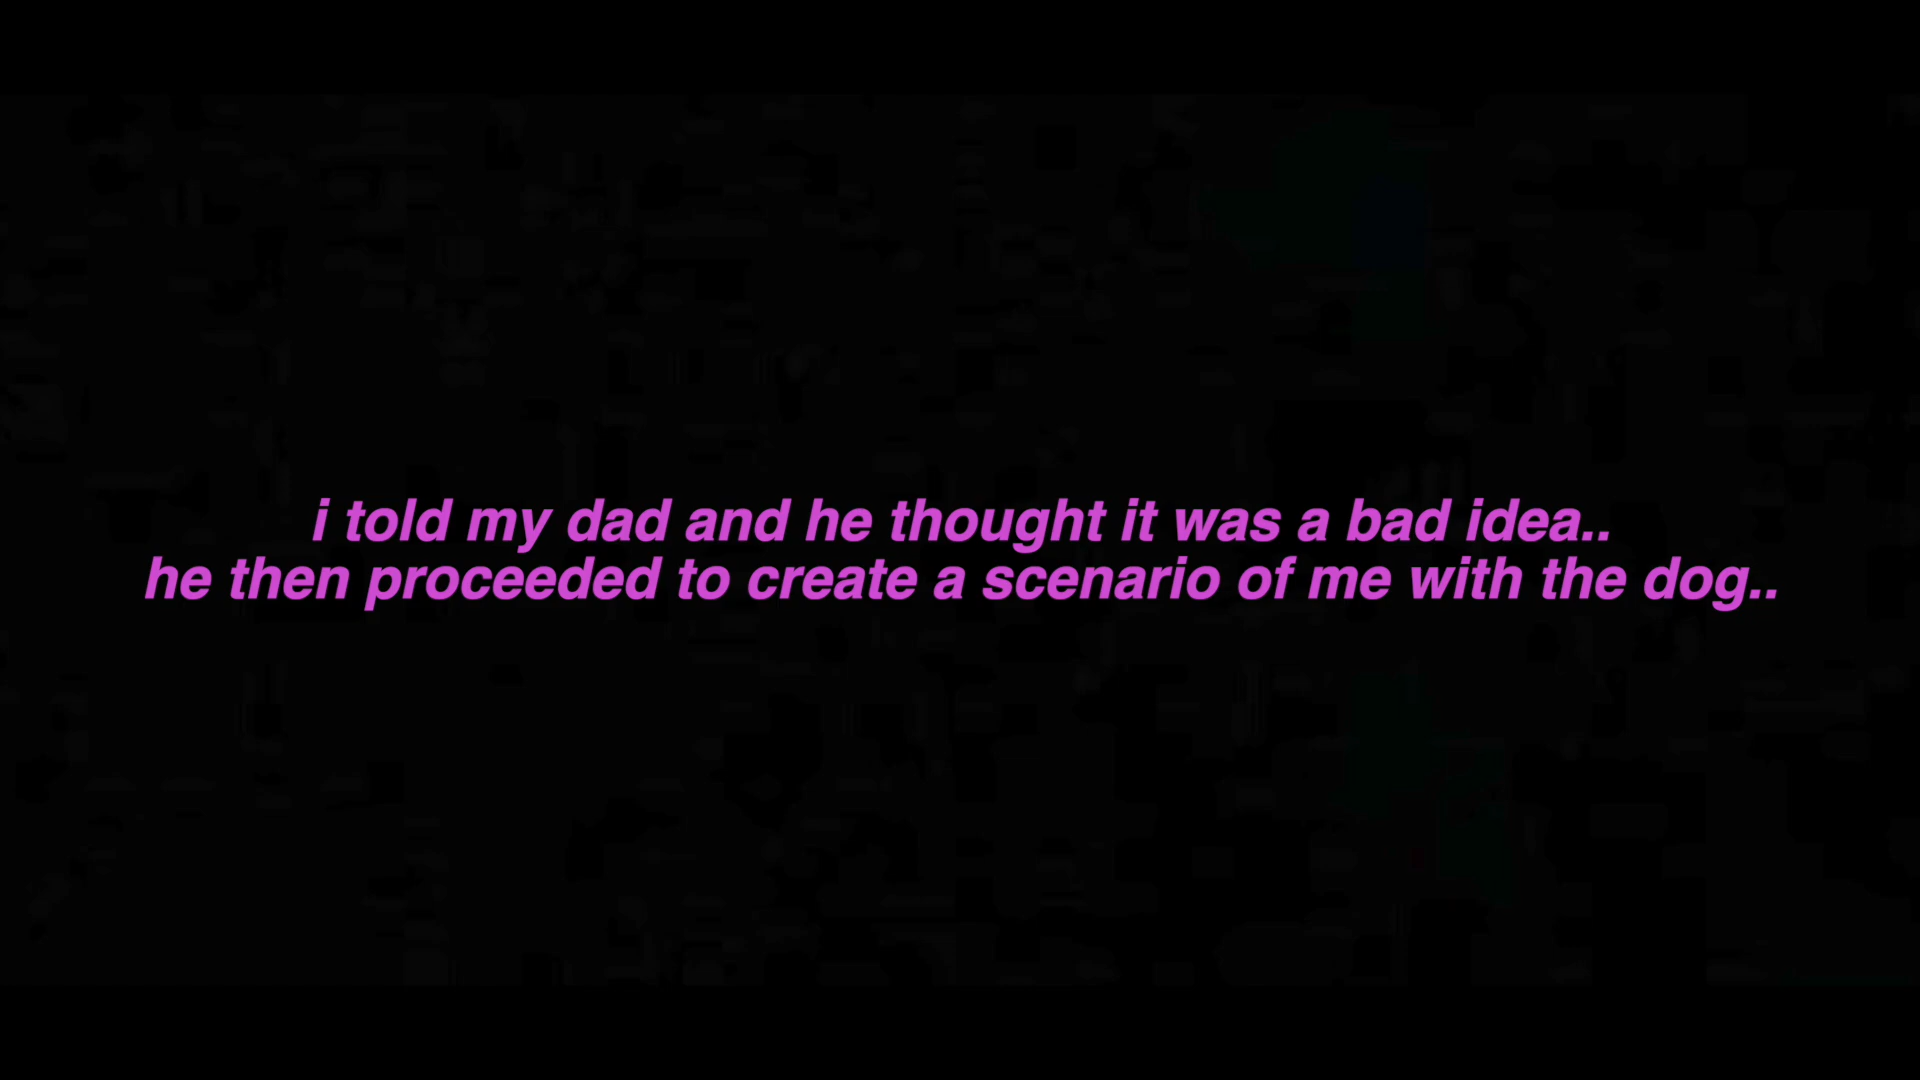 i told my dad and he thought it was a bad idea..
he then proceeded to create a scenario of me with the dog..